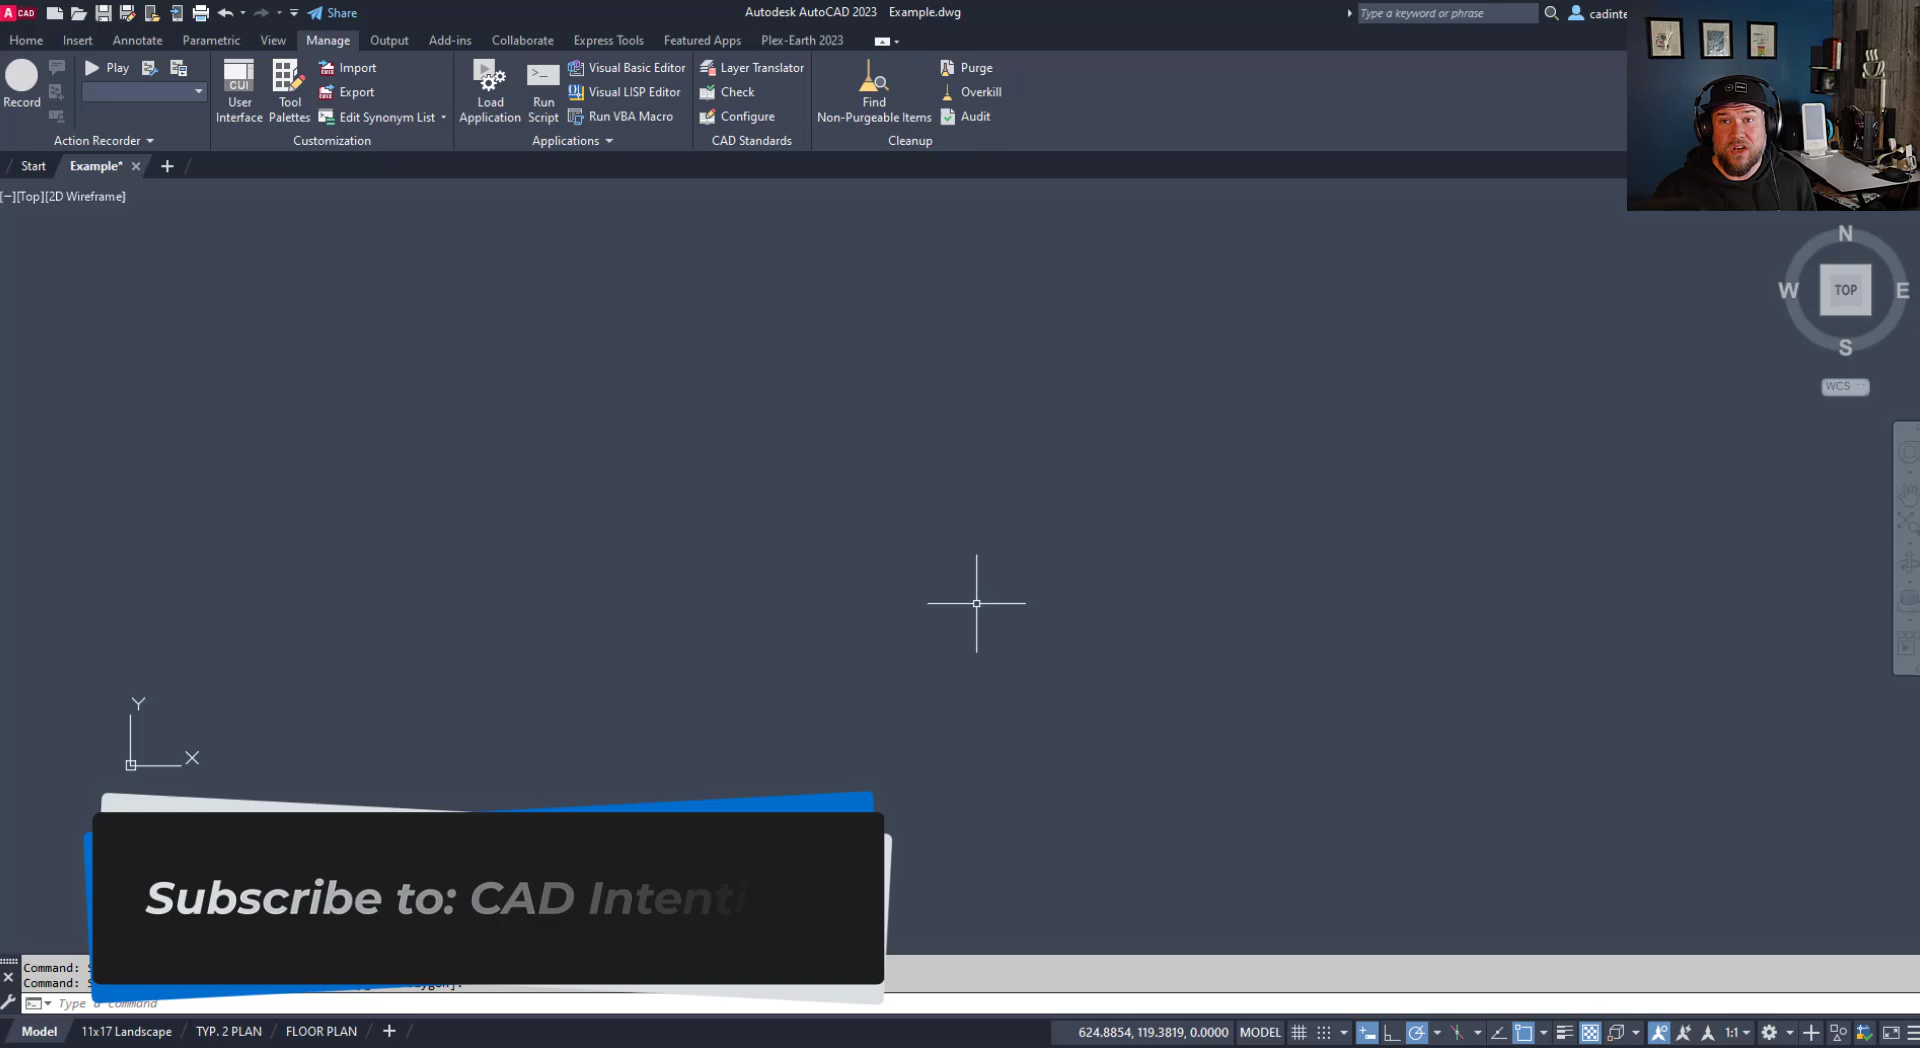 A CAD
Share
Autodesk AutoCAD 2023 Example.dwg
Type a keyword or phrase
cadinte
Home Insert Annotate Parametric View Manage Output Add-ins Collaborate Express Tools Featured Apps Plex-Earth 2023
Record
Play
Action Recorder
CUI
User
Interface
Tool
Palettes
Import
Export
Edit Synonym List
Customization
Load
Application
Run
Script
Visual Basic Editor
Visual LISP Editor
Run VBA Macro
Applications
Layer Translator
Check
Configure
CAD Standards
Find
Non-Purgeable Items
Purge
Overkill
Audit
Cleanup
Start Example*
[−][Top][2D Wireframe]
N
W TOP E
S
WCS
Y
X
Subscribe to: CAD Intenti
Command:
Command:
Type a command
Model 11x17 Landscape TYP. 2 PLAN FLOOR PLAN
624.8854, 119.3819, 0.0000 MODEL 1:1